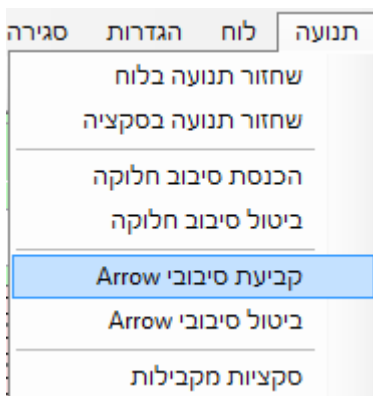 תנועה לוח הגדרות סגירה
שחזור תנועה בלוח
שחזור תנועה בסקציה
הכנסת סיבוב חלוקה
ביטול סיבוב חלוקה
קביעת סיבובי Arrow
ביטול סיבובי Arrow
סקציות מקבילות